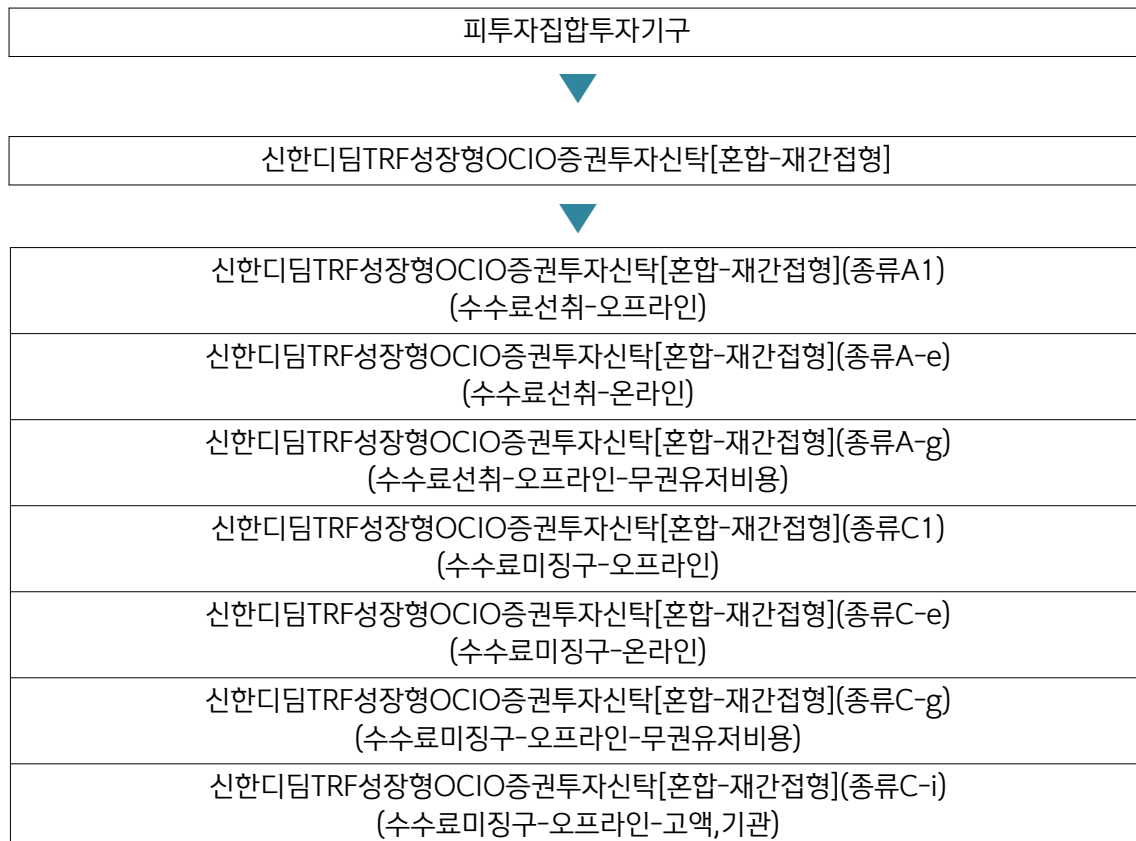 피투자집합투자기구
신한디딤TRF성장형OCIO증권투자신탁[혼합-재간접형]
신한디딤TRF성장형OCIO증권투자신탁[혼합-재간접형](종류A1)
(수수료선취-오프라인)
신한디딤TRF성장형OCIO증권투자신탁[혼합-재간접형](종류A-e)
(수수료선취-온라인)
신한디딤TRF성장형OCIO증권투자신탁[혼합-재간접형](종류A-g)
(수수료선취-오프라인-무권유저비용)
신한디딤TRF성장형OCIO증권투자신탁[혼합-재간접형](종류C1)
(수수료미징구-오프라인)
신한디딤TRF성장형OCIO증권투자신탁[혼합-재간접형](종류C-e)
(수수료미징구-온라인)
신한디딤TRF성장형OCIO증권투자신탁[혼합-재간접형](종류C-g)
(수수료미징구-오프라인-무권유저비용)
신한디딤TRF성장형OCIO증권투자신탁[혼합-재간접형](종류C-i)
(수수료미징구-오프라인-고액,기관)